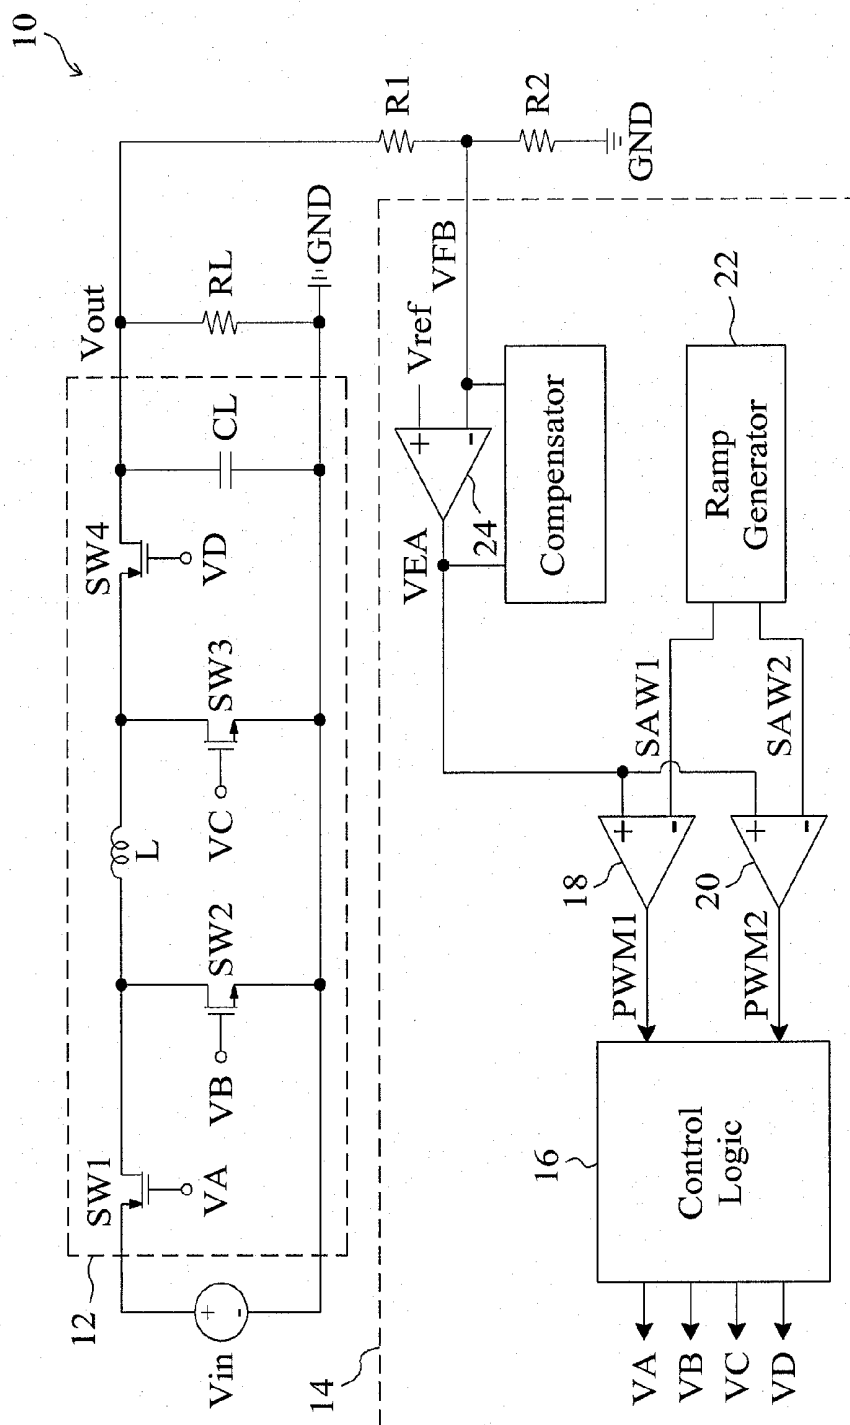 10
12
Vin
+
-
SW1
VA
VB
SW2
L
VC
SW3
SW4
VD
CL
Vout
RL
GND
R1
R2
GND
14
VFB
Vref
+
-
24
VEA
Compensator
Ramp
Generator
22
SAW1
SAW2
+
-
18
+
-
20
PWM1
PWM2
16
Control
Logic
VA
VB
VC
VD